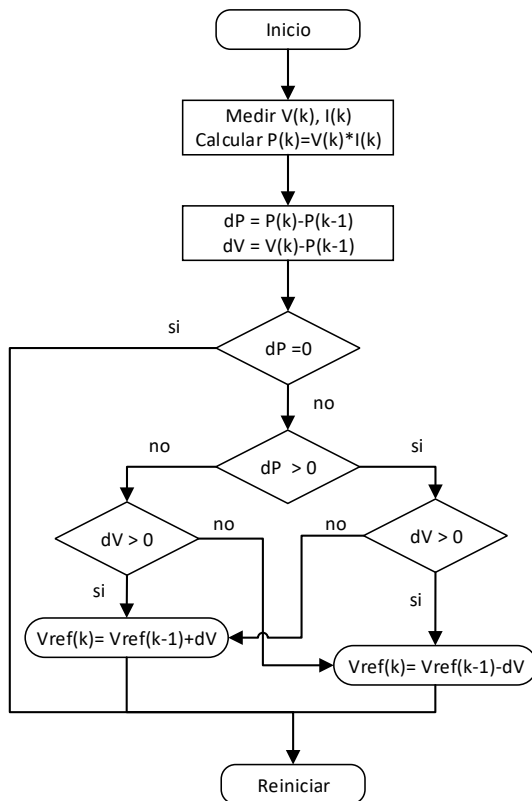 Inicio
Medir V(k), I(k)
Calcular P(k)=V(k)*I(k)
dP = P(k)-P(k-1)
dV = V(k)-P(k-1)
si
dP =0
no
no
si
dP > 0
dV > 0
no
no
dV > 0
si
si
Vref(k)= Vref(k-1)+dV
Vref(k)= Vref(k-1)-dV
Reiniciar